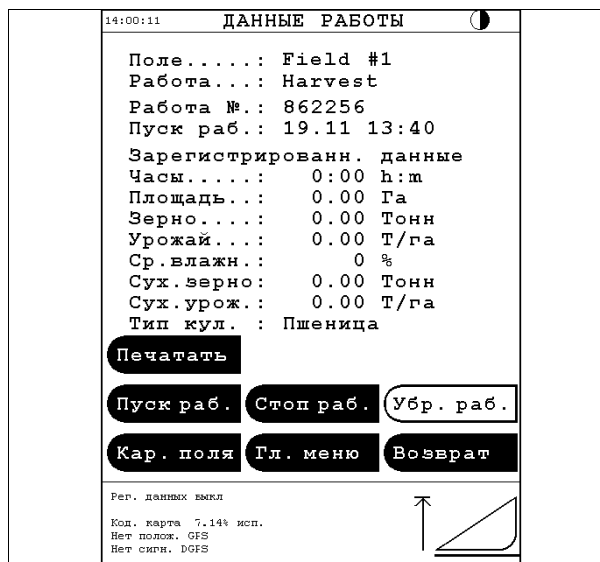 14:00:11 ДАННЫЕ РАБОТЫ
Поле.....: Field #1
Работа...: Harvest
Работа №.: 862256
Пуск раб.: 19.11 13:40
Зарегистрированн. данные
Часы.....: 0:00 h:m
Площадь..: 0.00 Га
Зерно....: 0.00 Тонн
Урожай...: 0.00 Т/га
Ср.влажн.: 0 %
Сух.зерно: 0.00 Тонн
Сух.урож.: 0.00 Т/га
Тип кул. : Пшеница
Печатать
Пуск раб. Стоп раб. Убр. раб.
Кар. поля Гл. меню Возврат
Рег. данных выкл
Код. карта 7.14% исп.
Нет полож. GPS
Нет сигн. DGPS